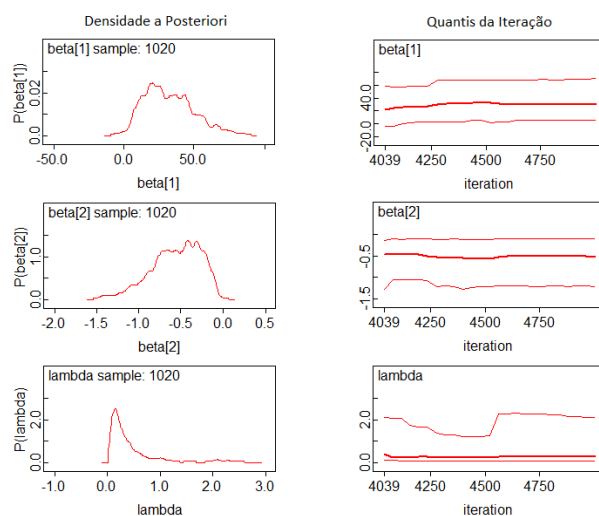 Densidade a Posteriori
Quantis da Iteração
beta[1] sample: 1020
P(beta[1])
0.02
0.0
-50.0 0.0 50.0
beta[1]
beta[1]
40.0
-20.0
4039 4250 4500 4750
iteration
beta[2] sample: 1020
P(beta[2])
1.0
0.0
-2.0 -1.5 -1.0 -0.5 0.0 0.5
beta[2]
beta[2]
-0.5
-1.5
4039 4250 4500 4750
iteration
lambda sample: 1020
P(lambda)
2.0
0.0
-1.0 0.0 1.0 2.0 3.0
lambda
lambda
2.0
0.0
4039 4250 4500 4750
iteration